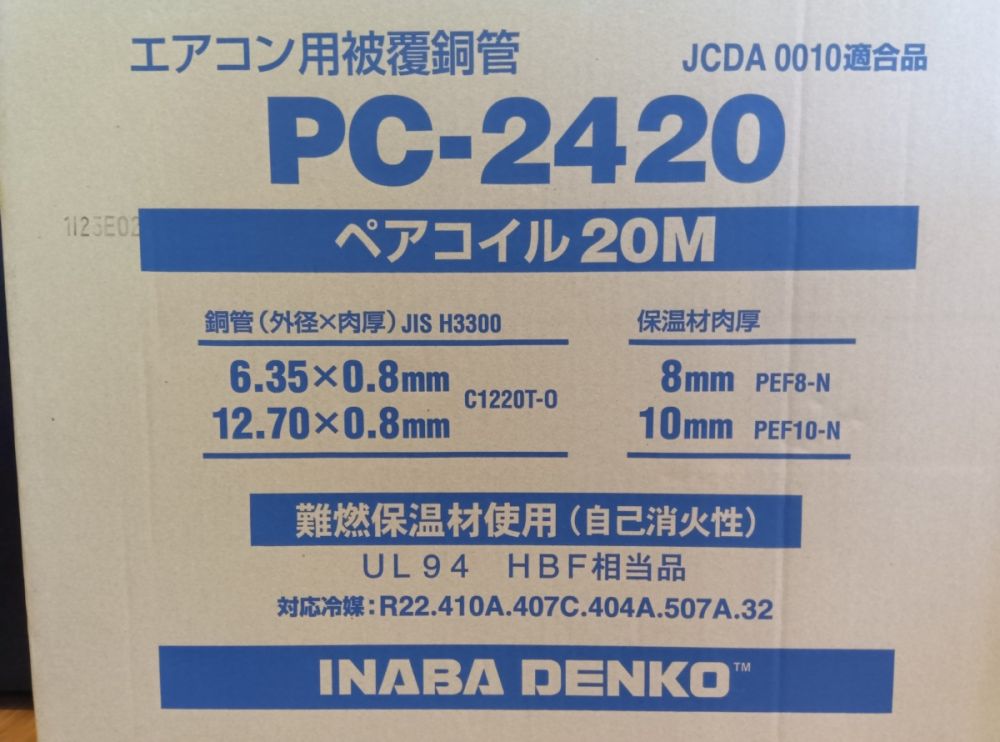 エアコン用被覆銅管
JCDA 0010適合品
PC-2420
1I23E02
ペアコイル 20M
銅管（外径×肉厚）JIS H3300
6.35×0.8mm
12.70×0.8mm
C1220T-O
保温材肉厚
8mm PEF8-N
10mm PEF10-N
難燃保温材使用（自己消火性）
UL94 HBF相当品
対応冷媒：R22.410A.407C.404A.507A.32
INABA DENKO™